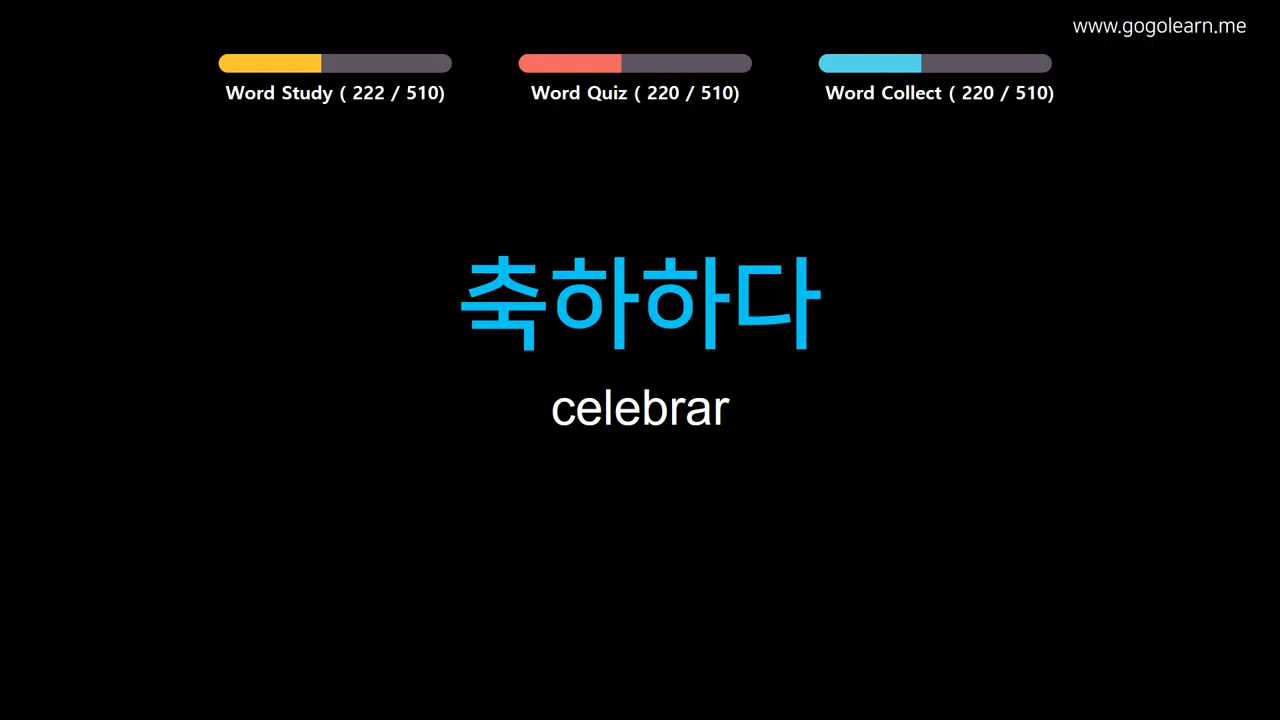 www.gogolearn.me
Word Study ( 222 / 510)
Word Quiz ( 220 / 510)
Word Collect ( 220 / 510)
축하하다
celebrar